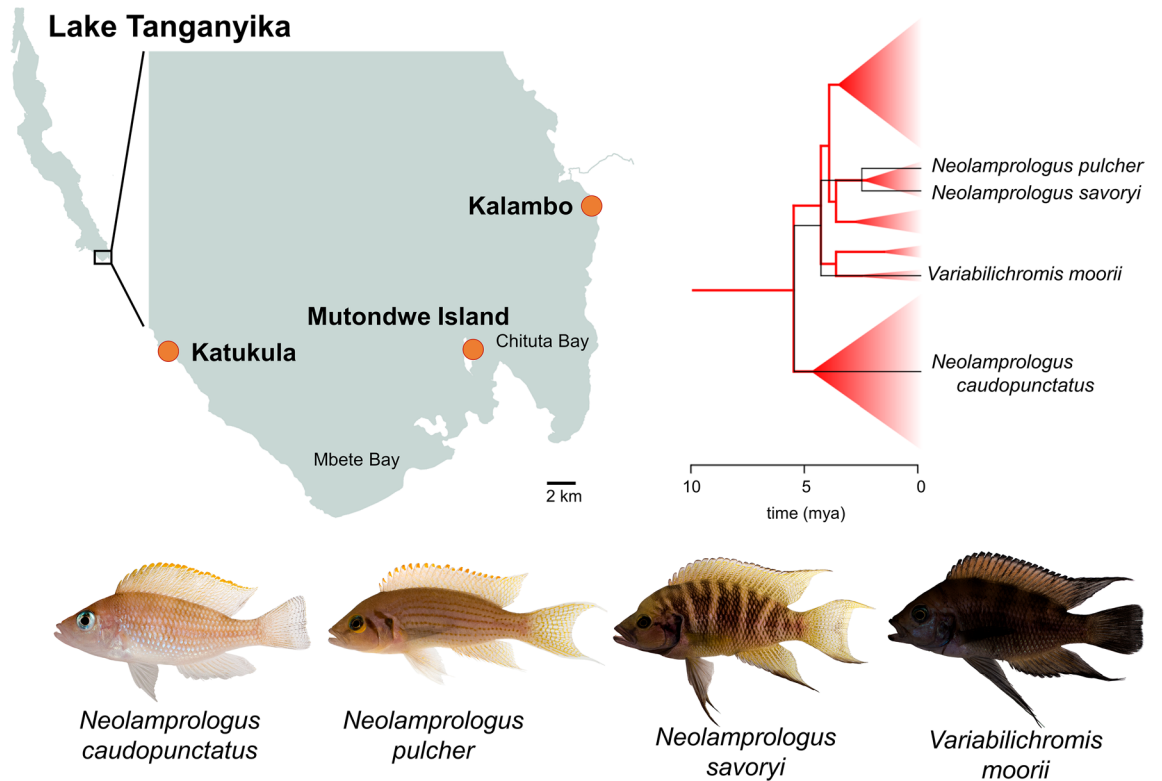 Lake Tanganyika
Kalambo
Mutondwe Island
Chituta Bay
Katukula
Mbete Bay
2 km
Neolamprologus pulcher
Neolamprologus savoryi
Variabilichromis moorii
Neolamprologus
caudopunctatus
10 5 0
time (mya)
Neolamprologus
caudopunctatus
Neolamprologus
pulcher
Neolamprologus
savoryi
Variabilichromis
moorii